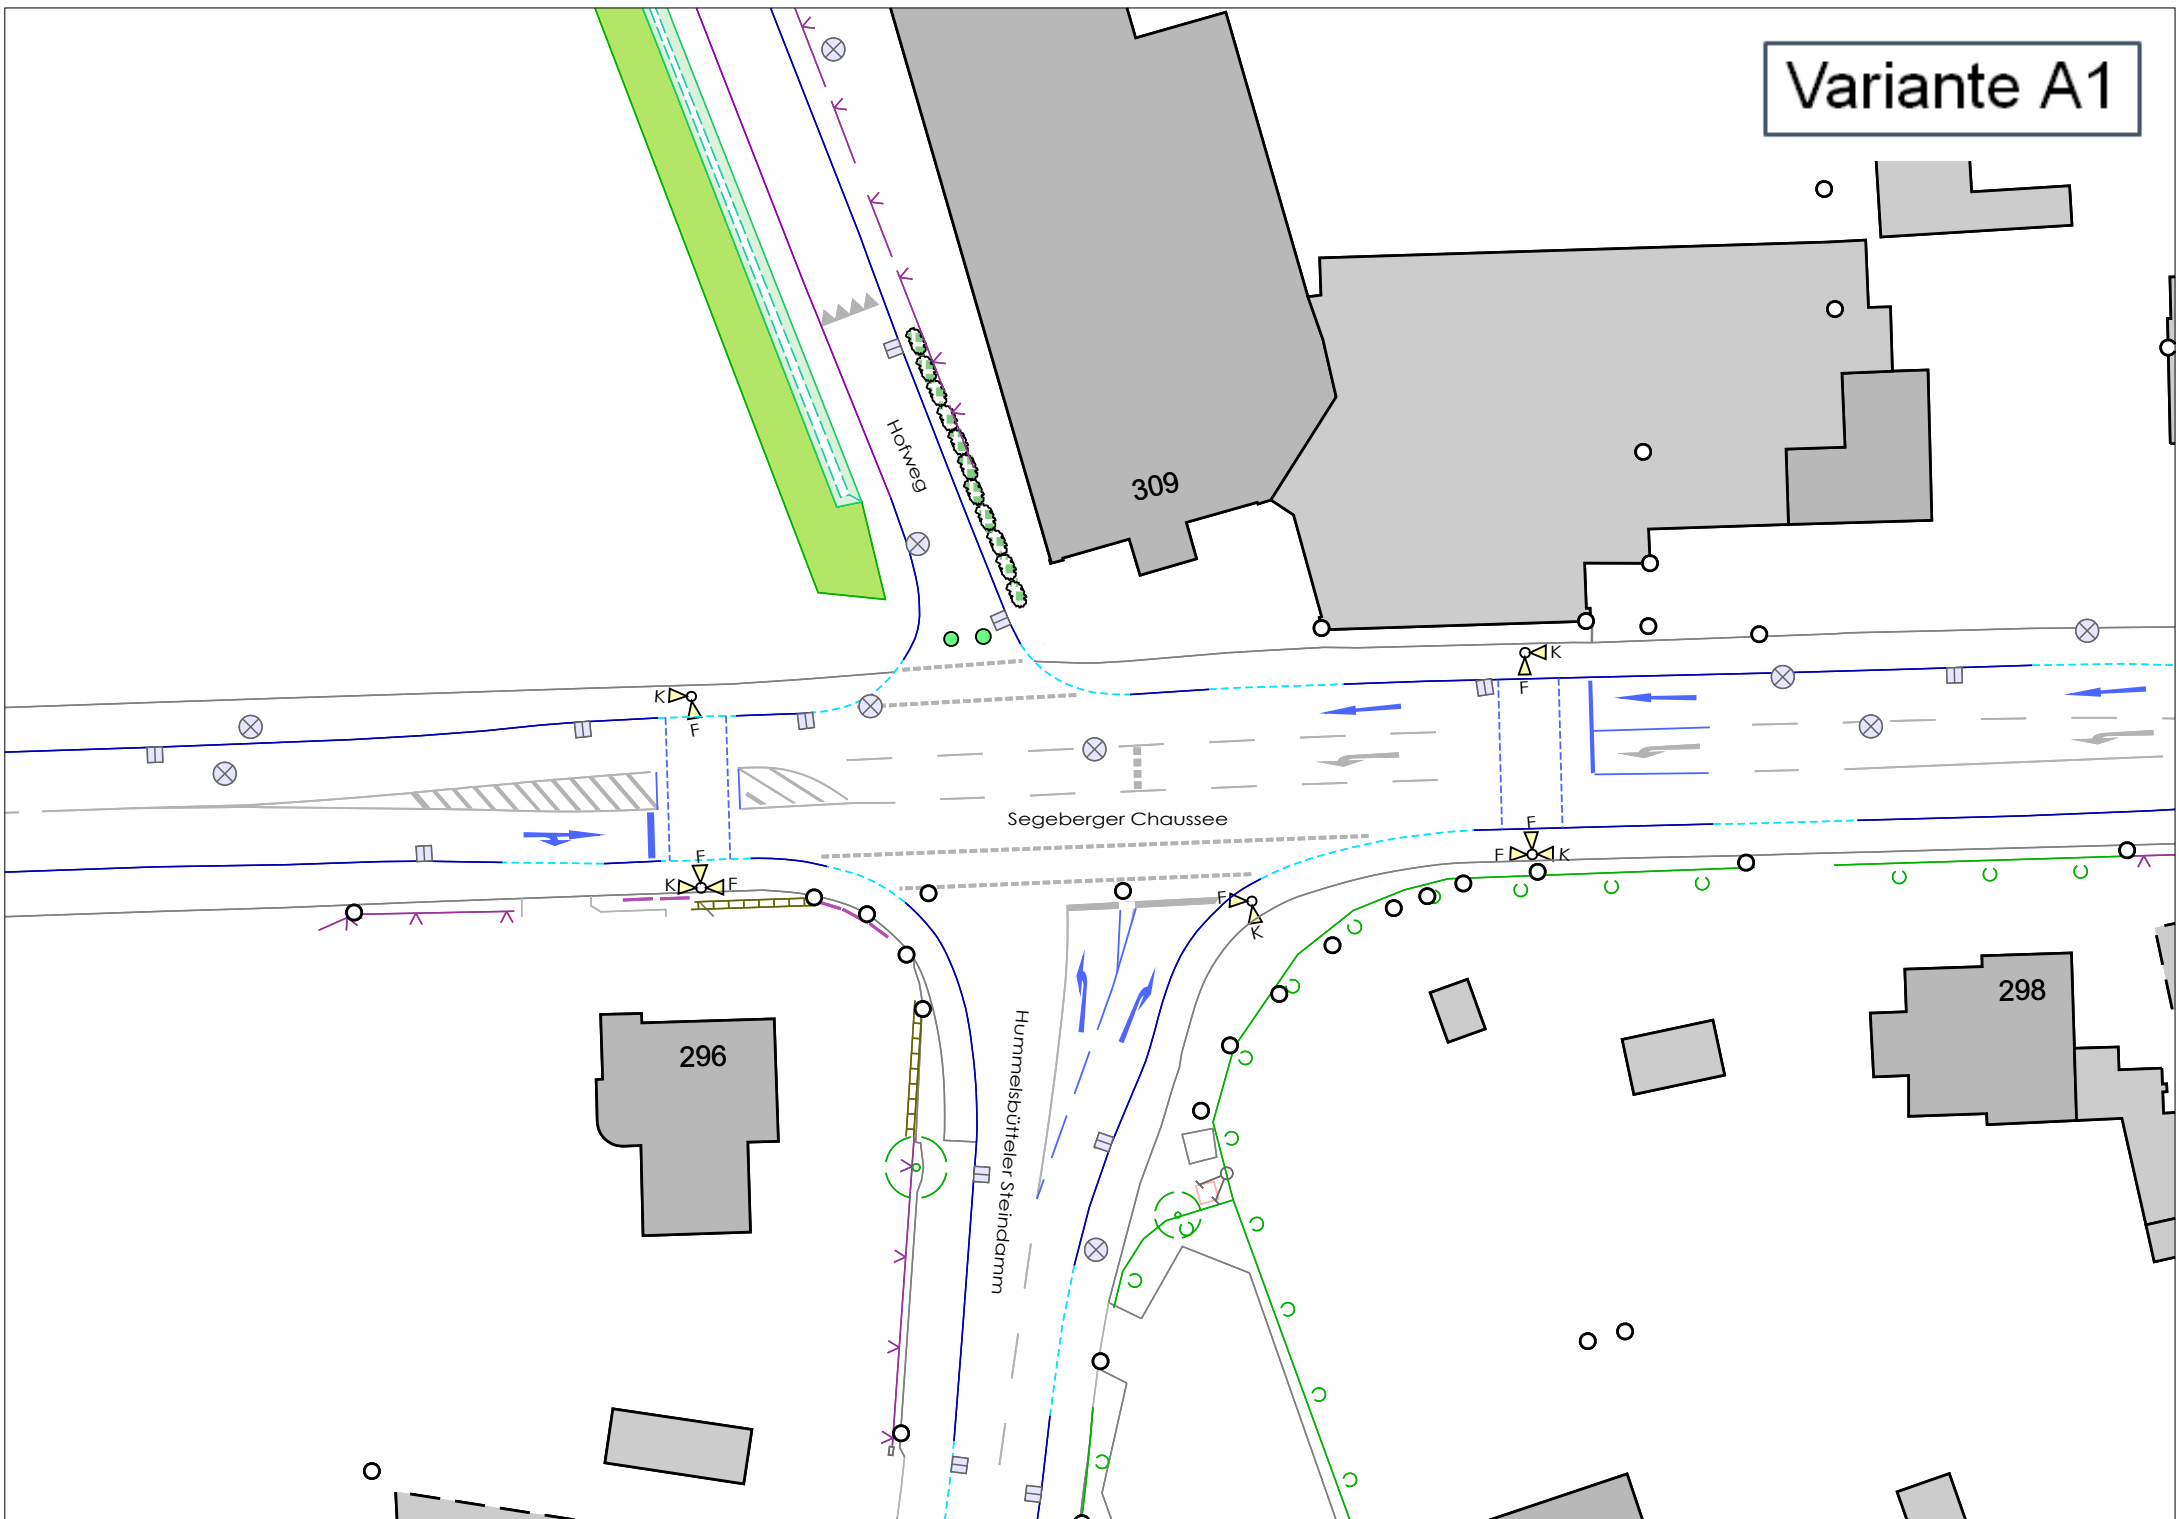 Variante A1
Hofweg
309
K
F
K
F
Segeberger Chaussee
F
K F
F
F K
F
K
296
298
Hummelsbütteler Steindamm